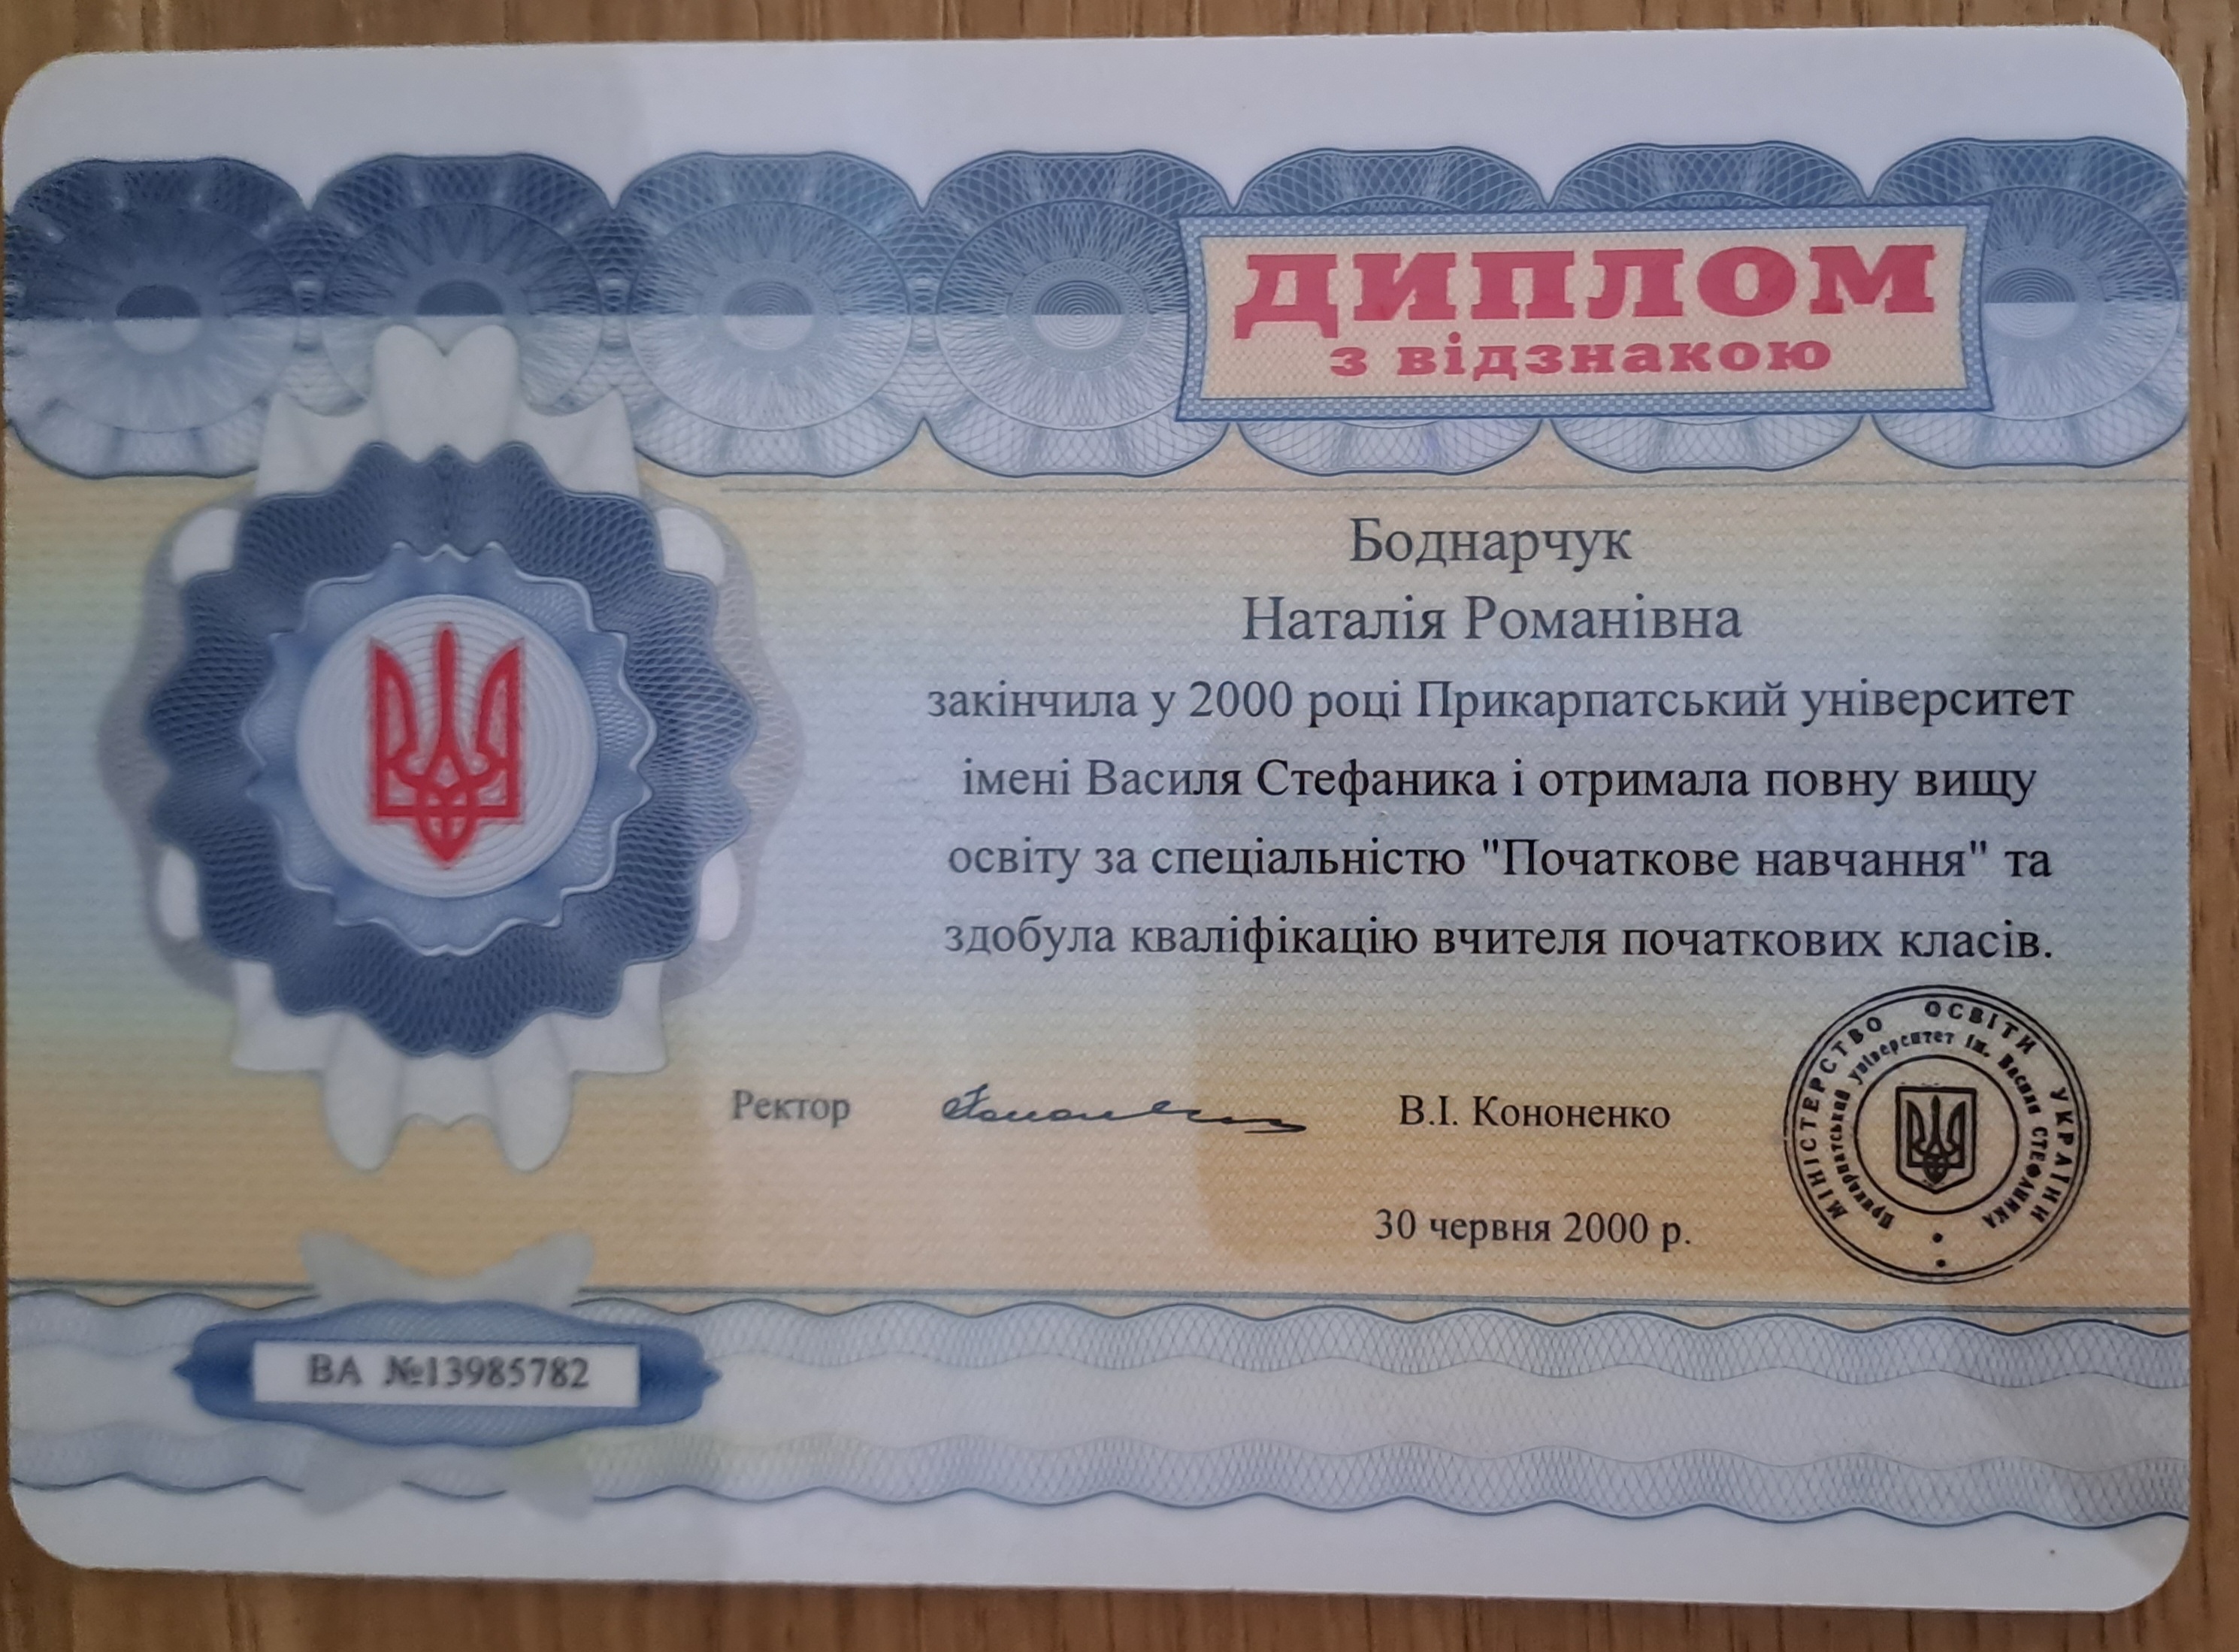 ДИПЛОМ
з відзнакою
Боднарчук
Наталія Романівна
закінчила у 2000 році Прикарпатський університет
імені Василя Стефаника і отримала повну вищу
освіту за спеціальністю "Початкове навчання" та
здобула кваліфікацію вчителя початкових класів.
Ректор В.І. Кононенко
МІНІСТЕРСТВО ОСВІТИ УКРАЇНИ
Прикарпатський університет ім. Василя СТЕФАНИКА
30 червня 2000 р.
ВА №13985782